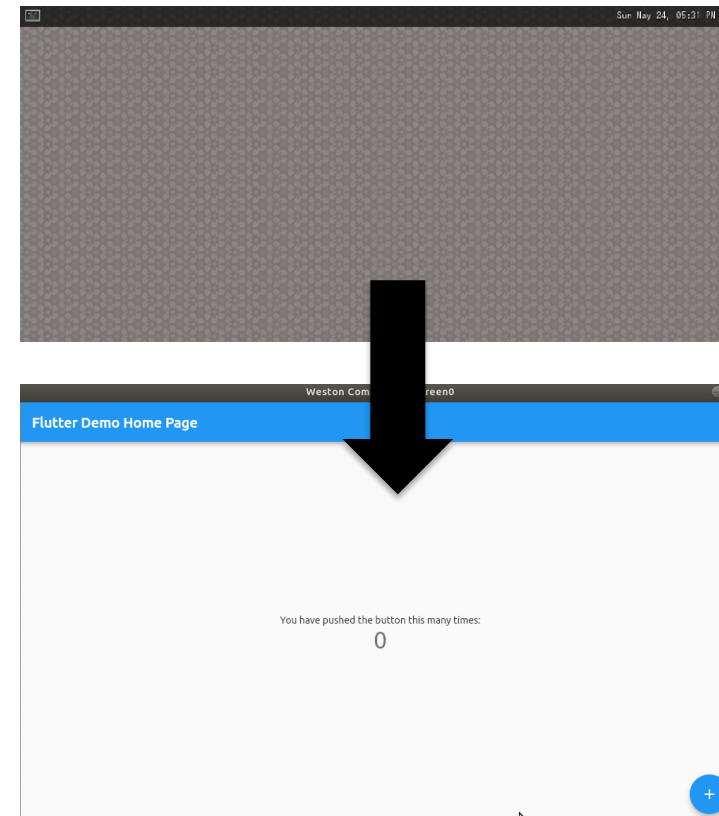 Sun May 24, 05:31 PM
Weston Com reen0
Flutter Demo Home Page
You have pushed the button this many times:
0
+